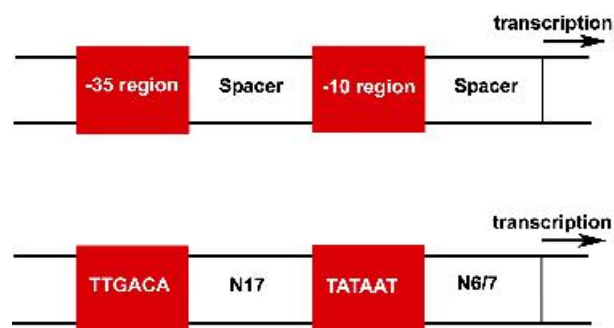 transcription
-35 region Spacer -10 region Spacer
transcription
TTGACA N17 TATAAT N6/7